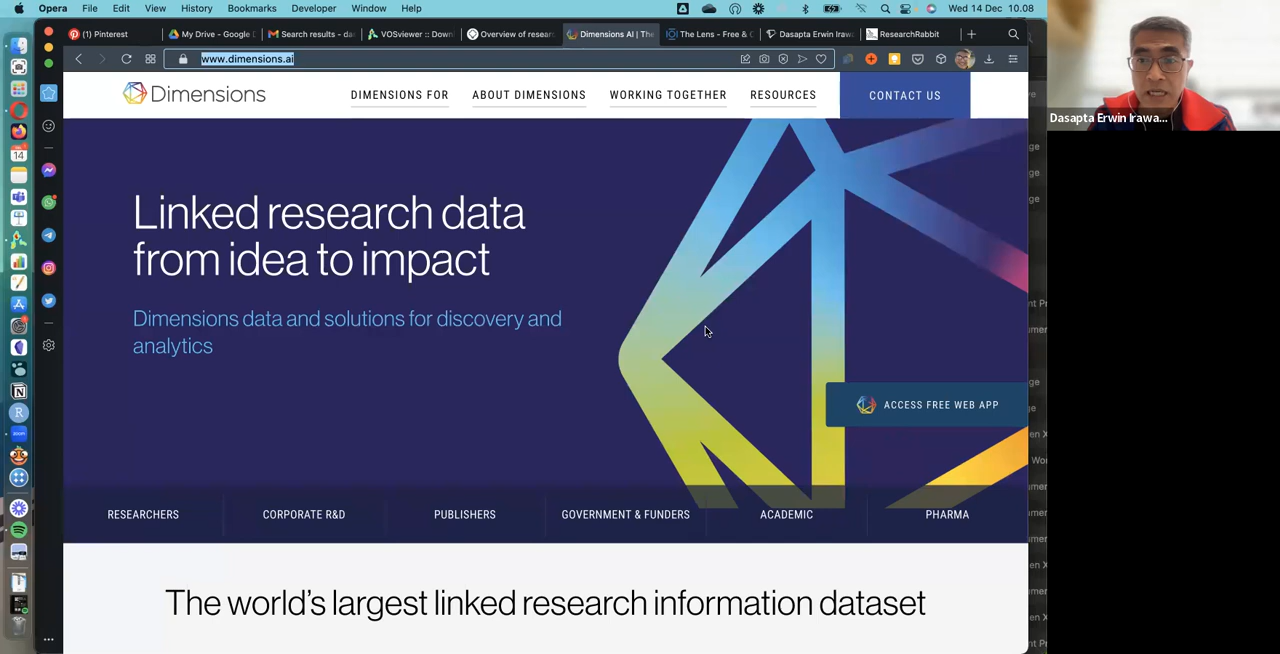 Opera File Edit View History Bookmarks Developer Window Help Wed 14 Dec 10.08
(1) Pinterest My Drive - Google Search results - da VOSviewer :: Down Overview of resear Dimensions AI | The The Lens - Free & Dasapta Erwin Iraw ResearchRabbit
www.dimensions.ai
Dimensions DIMENSIONS FOR ABOUT DIMENSIONS WORKING TOGETHER RESOURCES CONTACT US
Dasapta Erwin Irawa...
Linked research data
from idea to impact
Dimensions data and solutions for discovery and
analytics
ACCESS FREE WEB APP
RESEARCHERS CORPORATE R&D PUBLISHERS GOVERNMENT & FUNDERS ACADEMIC PHARMA
The world's largest linked research information dataset